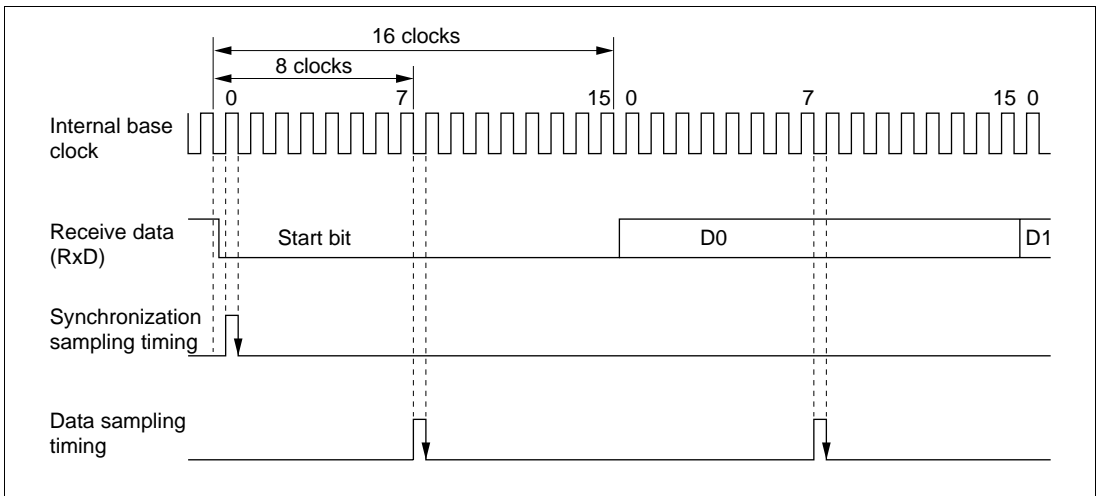 16 clocks
8 clocks
0 7 15 0 7 15 0
Internal base
clock
Receive data
(RxD)
Start bit D0 D1
Synchronization
sampling timing
Data sampling
timing